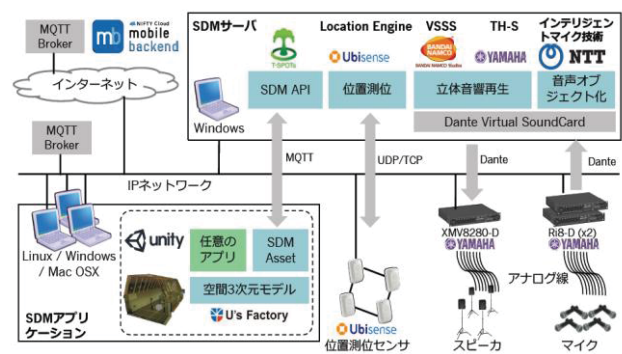 MQTT
Broker
NIFTY Cloud
mobile
backend
インターネット
MQTT
Broker
SDMサーバ
Location Engine
VSSS
TH-S
インテリジェン
トマイク技術
T-SPOTs
Ubisense
BANDAI
NAMCO
BANDAI NAMCO Studios
YAMAHA
NTT
Windows
SDM API
位置測位
立体音響再生
音声オブ
ジェクト化
Dante Virtual SoundCard
MQTT
UDP/TCP
Dante
Dante
IPネットワーク
Linux / Windows
/ Mac OSX
SDMアプリ
ケーション
unity
任意の
アプリ
SDM
Asset
空間3次元モデル
U's Factory
Ubisense
位置測位センサ
XMV8280-D
YAMAHA
Ri8-D (x2)
YAMAHA
アナログ線
スピーカ
マイク